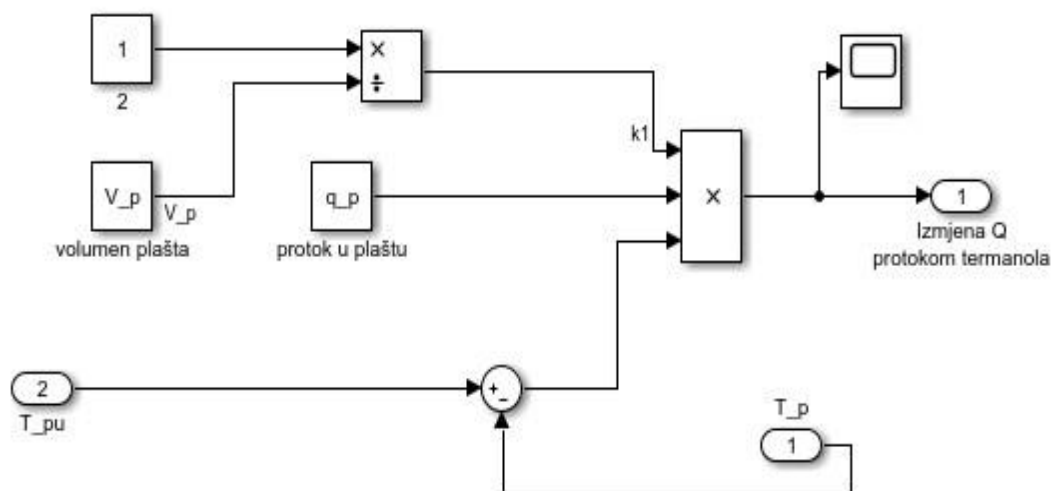 1
×
÷
2
k1
V_p
V_p
volumen plašta
q_p
protok u plaštu
×
1
Izmjena Q
protokom termanola
2
T_pu
+
-
T_p
1